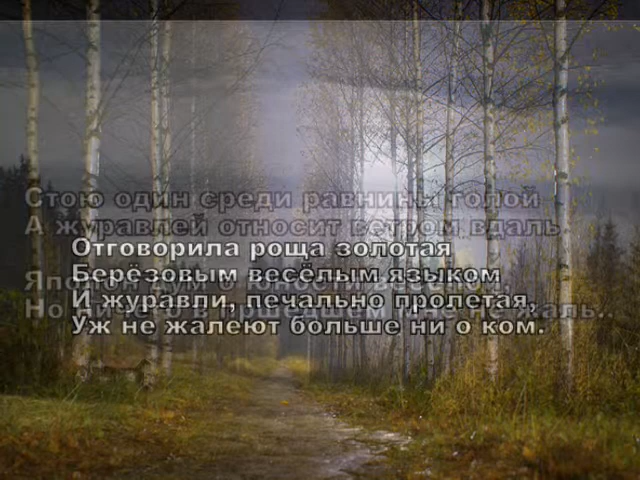 Стою один среди равнины голой
А журавлей относит ветром вдаль
Отговорила роща золотая
Берёзовым весёлым языком
И журавли, печально пролетая,
Уж не жалеют больше ни о ком.